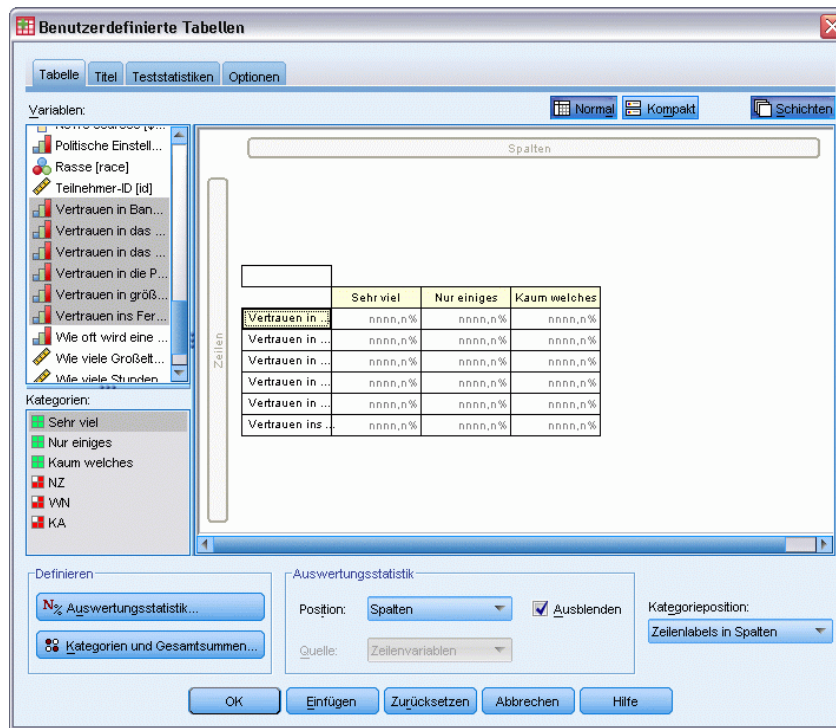 Benutzerdefinierte Tabellen
Tabelle Titel Teststatistiken Optionen
Variablen:
Normal Kompakt Schichten
Politische Einstell...
Rasse [race]
Teilnehmer-ID [id]
Vertrauen in Ban...
Vertrauen in das ...
Vertrauen in das ...
Vertrauen in die P...
Vertrauen in größ...
Vertrauen ins Fer...
Wie oft wird eine ...
Wie viele Großelt...
Wie viele Stunden
Kategorien:
Sehr viel
Nur einiges
Kaum welches
NZ
WN
KA
Spalten
Zeilen
Sehr viel Nur einiges Kaum welches
Vertrauen in ... nnnn,n% nnnn,n% nnnn,n%
Vertrauen in ... nnnn,n% nnnn,n% nnnn,n%
Vertrauen in ... nnnn,n% nnnn,n% nnnn,n%
Vertrauen in ... nnnn,n% nnnn,n% nnnn,n%
Vertrauen in ... nnnn,n% nnnn,n% nnnn,n%
Vertrauen ins ... nnnn,n% nnnn,n% nnnn,n%
Definieren
N% Auswertungsstatistik...
Kategorien und Gesamtsummen...
Auswertungsstatistik
Position: Spalten Ausblenden
Quelle: Zeilenvariablen
Kategorieposition:
Zeilenlabels in Spalten
OK Einfügen Zurücksetzen Abbrechen Hilfe